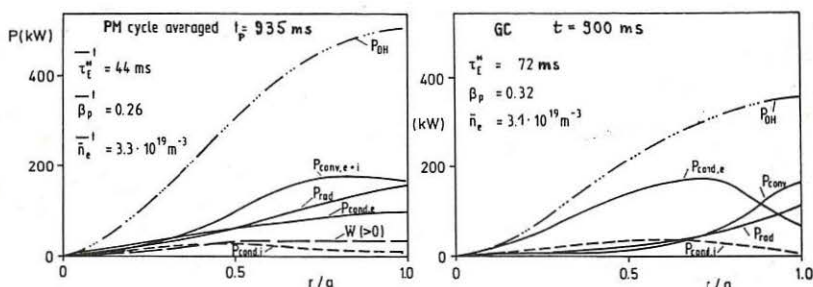 P(kW)
PM cycle averaged t_p = 935 ms
τ_E^* = 44 ms
β_p = 0.26
n̄_e = 3.3 · 10^19 m^-3
400
200
0
P_OH
P_conv,e+i
P_rad
P_cond,e
W (>0)
P_cond,i
0
0.5
1.0
r/a
GC t = 900 ms
τ_E^* = 72 ms
β_p = 0.32
n̄_e = 3.1 · 10^19 m^-3
400
(kW)
200
0
P_OH
P_cond,e
P_conv
P_rad
P_cond,i
0
0.5
1.0
r/a